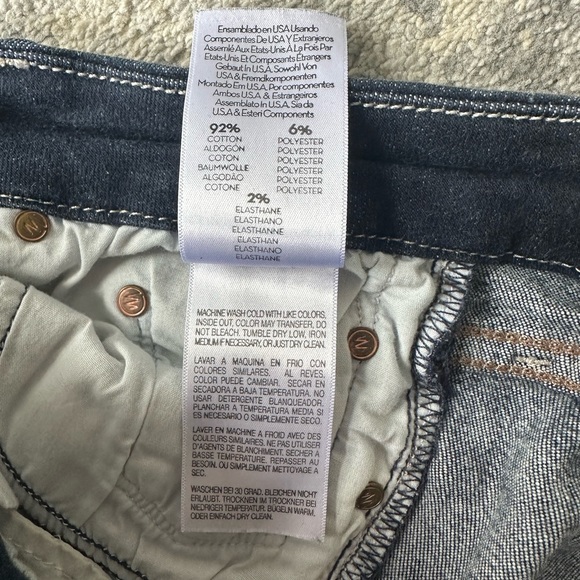 Ensamblado en USA Usando
Componentes De USA Y Extranjeros
Assemlé Aux Etats-Unis À La Fois Par
Etats-Unis Et Composants Étrangers
Gebaut In U.S.A. Sowohl Von
USA & Fremdkomponenten
Montado Em U.S.A. Por componentes
Ambos U.S.A & Estrangeiros
Assemblato In U.S.A. Sia da
U.S.A & Esteri Components
92% 6%
COTTON POLYESTER
ALDOGÓN POLYESTER
COTON POLYESTER
BAUMWOLLE POLYESTER
ALGODÃO POLYESTER
COTONE POLYESTER
2%
ELASTHANE
ELASTHANO
ELASTHANNE
ELASTHAN
ELASTHANO
ELASTHANE
MACHINE WASH COLD WITH LIKE COLORS,
INSIDE OUT, COLOR MAY TRANSFER, DO
NOT BLEACH. TUMBLE DRY LOW, IRON
MEDIUM IF NECESSARY, OR JUST DRY CLEAN.
LAVAR A MAQUINA EN FRIO CON
COLORES SIMILARES. AL REVES.
COLOR PUEDE CAMBIAR. SECAR EN
SECADORA A BAJA TEMPERATURA. NO
USAR DETERGENTE BLANQUEADOR.
PLANCHAR A TEMPERATURA MEDIA SI
ES NECESARIO O SIMPLEMENTE SECO.
LAVER EN MACHINE A FROID AVEC DES
COULEURS SIMILAIRES. NE PAS UTILISER
D'AGENTS DE BLANCHIMENT. SECHER A
BASSE TEMPERATURE. REPASSER AU
BESOIN. OU SIMPLEMENT METTOYAGE SEC.
WASCHEN BEI 30 GRAD. BLEICHEN NICHT
ERLAUBT. TROCKNEN IM TROCKNER BEI
NIEDRIGER TEMPERATUR. BÜGELN WARM.
ODER EINFACH DRY CLEAN.